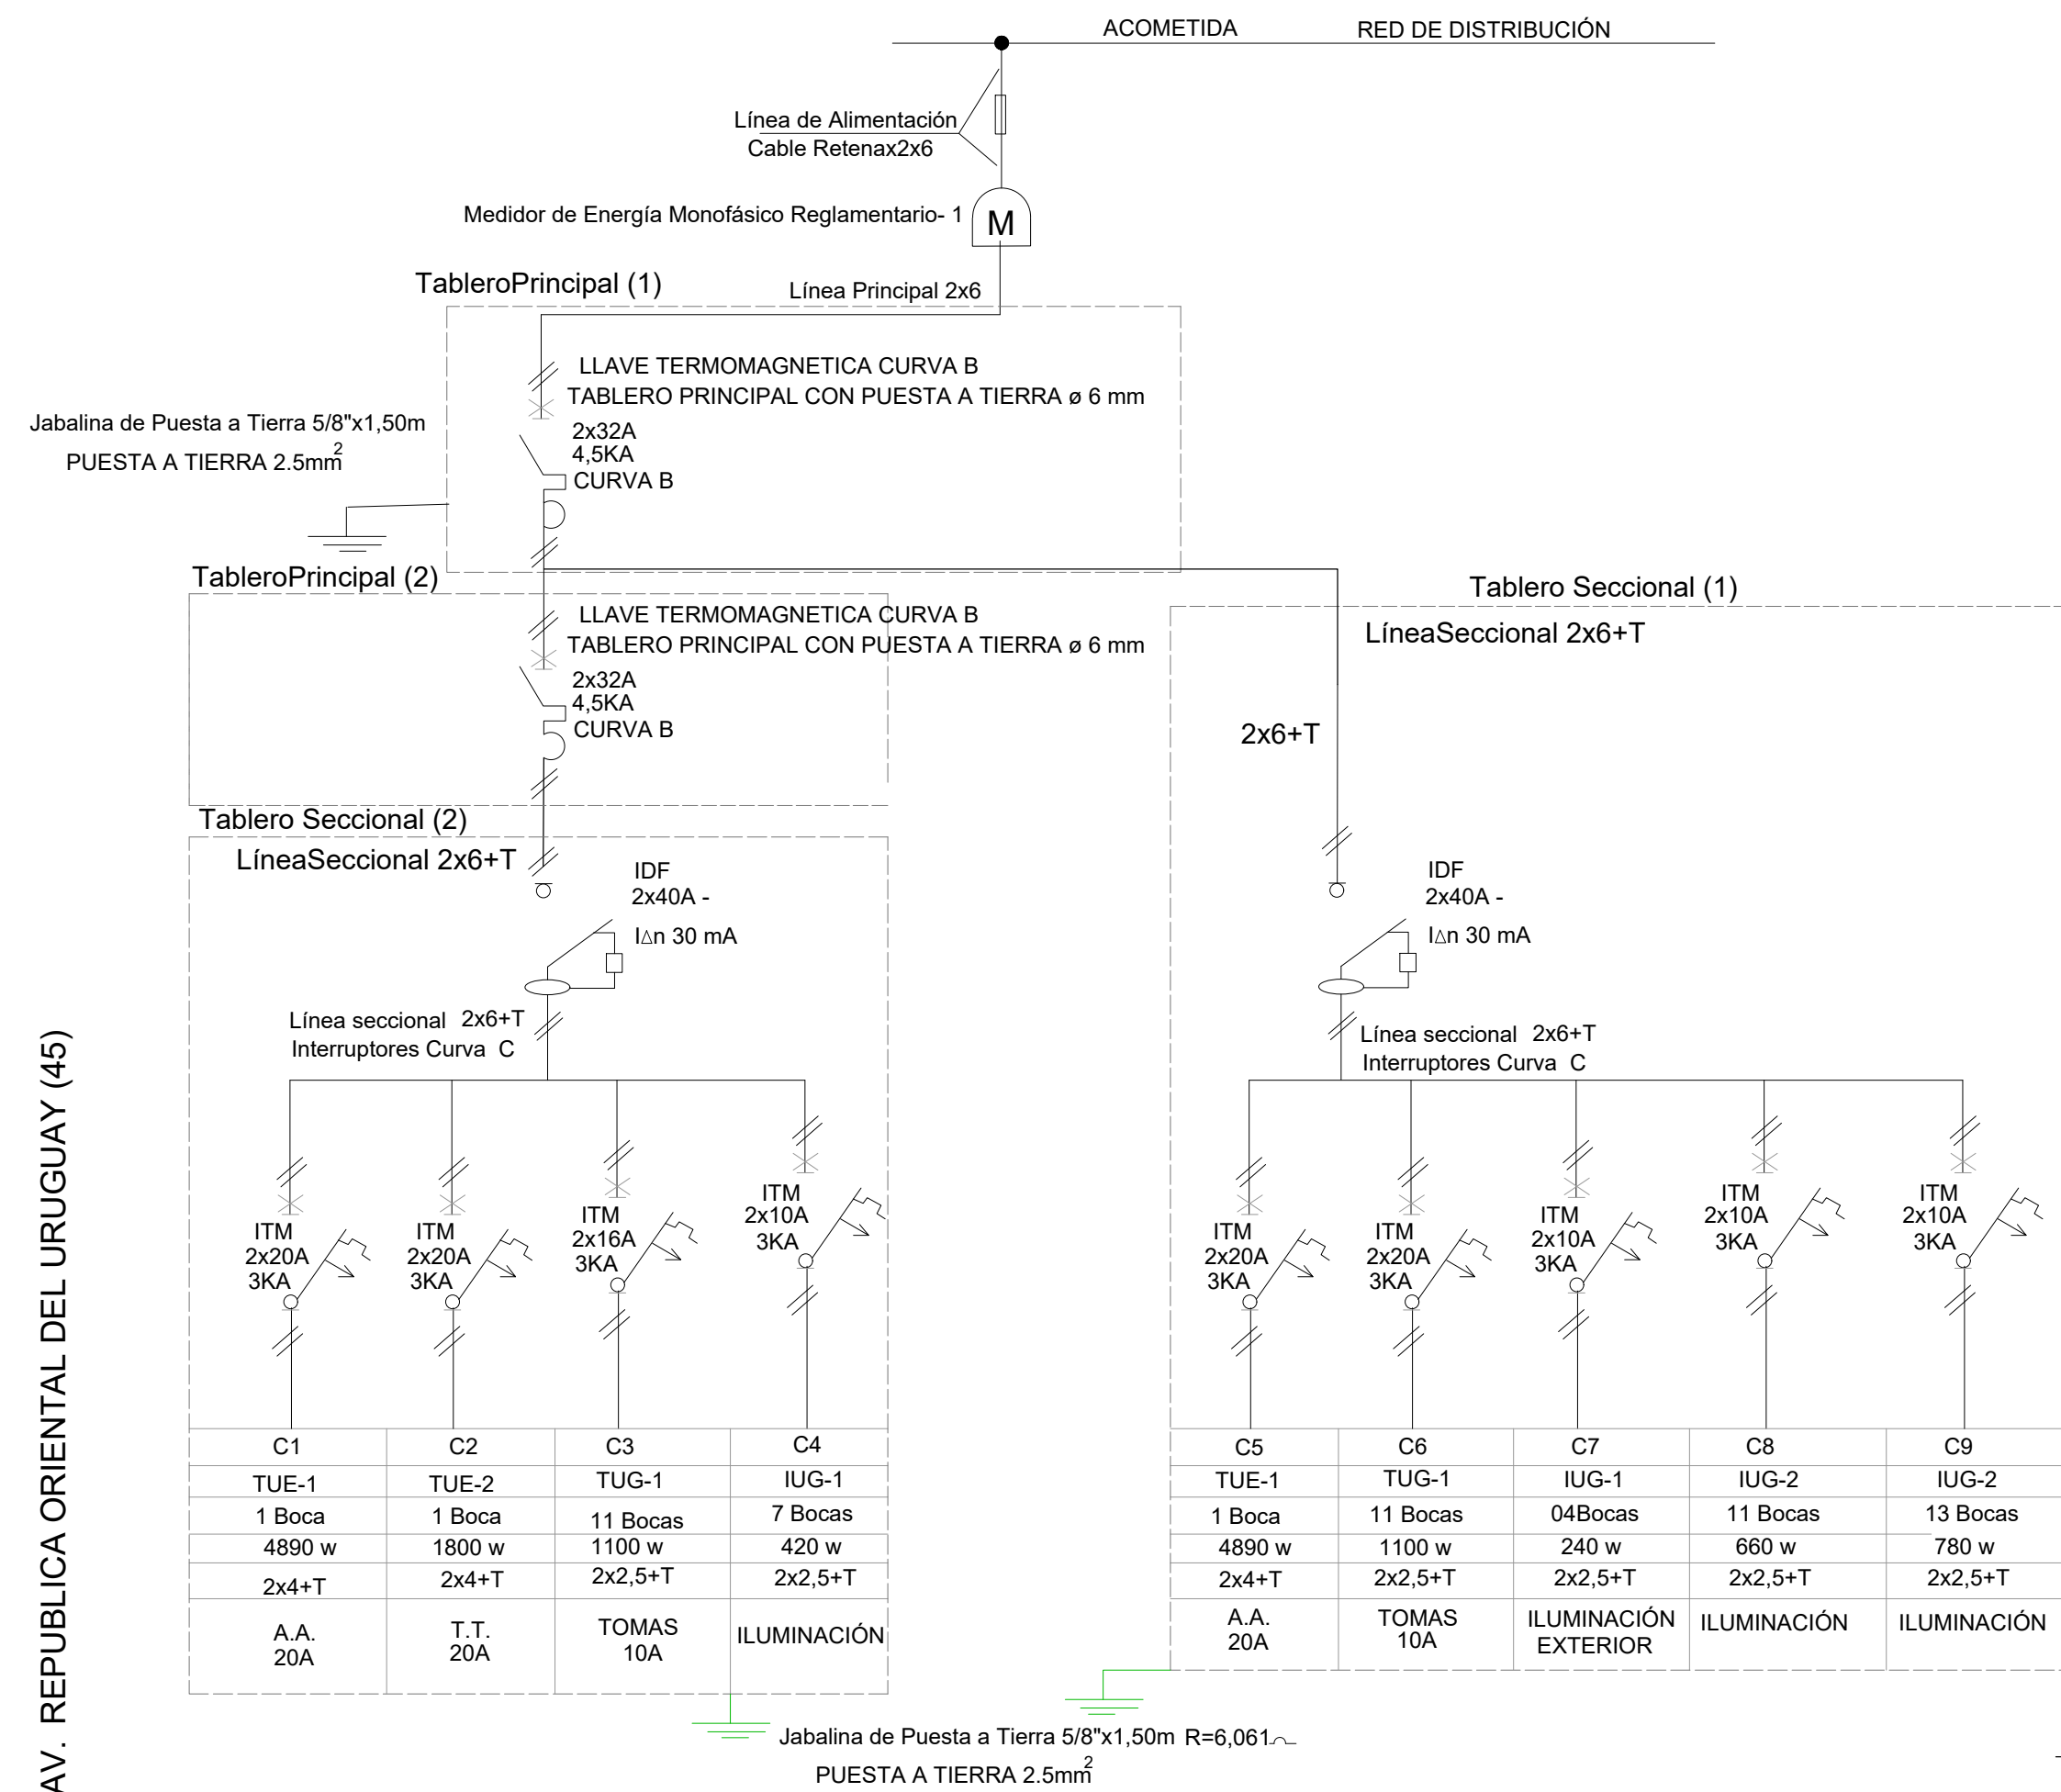 ACOMETIDA
RED DE DISTRIBUCIÓN
Línea de Alimentación
Cable Retenax2x6
Medidor de Energía Monofásico Reglamentario- 1
M
TableroPrincipal (1)
Línea Principal 2x6
LLAVE TERMOMAGNETICA CURVA B
TABLERO PRINCIPAL CON PUESTA A TIERRA ø 6 mm
2x32A
4,5KA
CURVA B
Jabalina de Puesta a Tierra 5/8"x1,50m
PUESTA A TIERRA 2.5mm²
TableroPrincipal (2)
LLAVE TERMOMAGNETICA CURVA B
TABLERO PRINCIPAL CON PUESTA A TIERRA ø 6 mm
2x32A
4,5KA
CURVA B
Tablero Seccional (1)
LíneaSeccional 2x6+T
2x6+T
Tablero Seccional (2)
LíneaSeccional 2x6+T
IDF
2x40A -
I∆n 30 mA
Línea seccional 2x6+T
Interruptores Curva C
IDF
2x40A -
I∆n 30 mA
Línea seccional 2x6+T
Interruptores Curva C
ITM
2x20A
3KA
ITM
2x20A
3KA
ITM
2x16A
3KA
ITM
2x10A
3KA
ITM
2x20A
3KA
ITM
2x20A
3KA
ITM
2x10A
3KA
ITM
2x10A
3KA
ITM
2x10A
3KA
C1 C2 C3 C4
TUE-1 TUE-2 TUG-1 IUG-1
1 Boca 1 Boca 11 Bocas 7 Bocas
4890 w 1800 w 1100 w 420 w
2x4+T 2x4+T 2x2,5+T 2x2,5+T
A.A. T.T. TOMAS ILUMINACIÓN
20A 20A 10A
C5 C6 C7 C8 C9
TUE-1 TUG-1 IUG-1 IUG-2 IUG-2
1 Boca 11 Bocas 04Bocas 11 Bocas 13 Bocas
4890 w 1100 w 240 w 660 w 780 w
2x4+T 2x2,5+T 2x2,5+T 2x2,5+T 2x2,5+T
A.A. TOMAS ILUMINACIÓN ILUMINACIÓN ILUMINACIÓN
20A 10A EXTERIOR
Jabalina de Puesta a Tierra 5/8"x1,50m R=6,061
PUESTA A TIERRA 2.5mm²
AV. REPUBLICA ORIENTAL DEL URUGUAY (45)